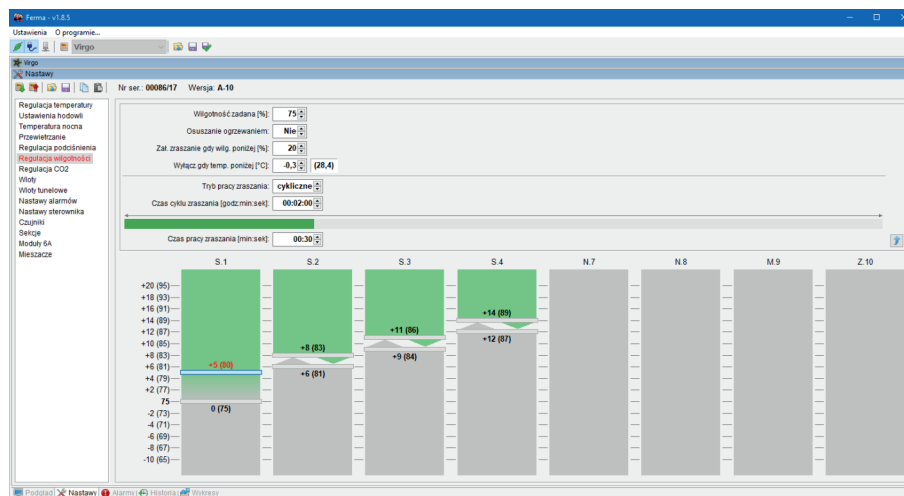 Ferma - v1.8.5
Ustawienia O programie...
Virgo
Virgo
Nastawy
Nr ser.: 00086/17 Wersja: A-10
Regulacja temperatury
Ustawienia hodowli
Temperatura nocna
Przewietrzanie
Regulacja podciśnienia
Regulacja wilgotności
Regulacja CO2
Wloty
Wloty tunelowe
Nastawy alarmów
Nastawy sterownika
Czujniki
Sekcje
Moduły 6A
Mieszacze
Wilgotność zadana [%]: 75
Osuszanie ogrzewaniem: Nie
Zał. zraszanie gdy wilg. poniżej [%]: 20
Wyłącz gdy temp. poniżej [°C]: -0,3 (28,4)
Tryb pracy zraszania: cykliczne
Czas cyklu zraszania [godz:min:sek]: 00:02:00
Czas pracy zraszania [min:sek]: 00:30
S.1 S.2 S.3 S.4 N.7 N.8 M.9 Z.10
+20 (95)
+18 (93)
+16 (91)
+14 (89)
+12 (87)
+10 (85)
+8 (83)
+6 (81)
+4 (79)
+2 (77)
75
-2 (73)
-4 (71)
-6 (69)
-8 (67)
-10 (65)
+5 (80)
0 (75)
+8 (83)
+6 (81)
+11 (86)
+9 (84)
+14 (89)
+12 (87)
Podgląd Nastawy Alarmy Historia Wykresy